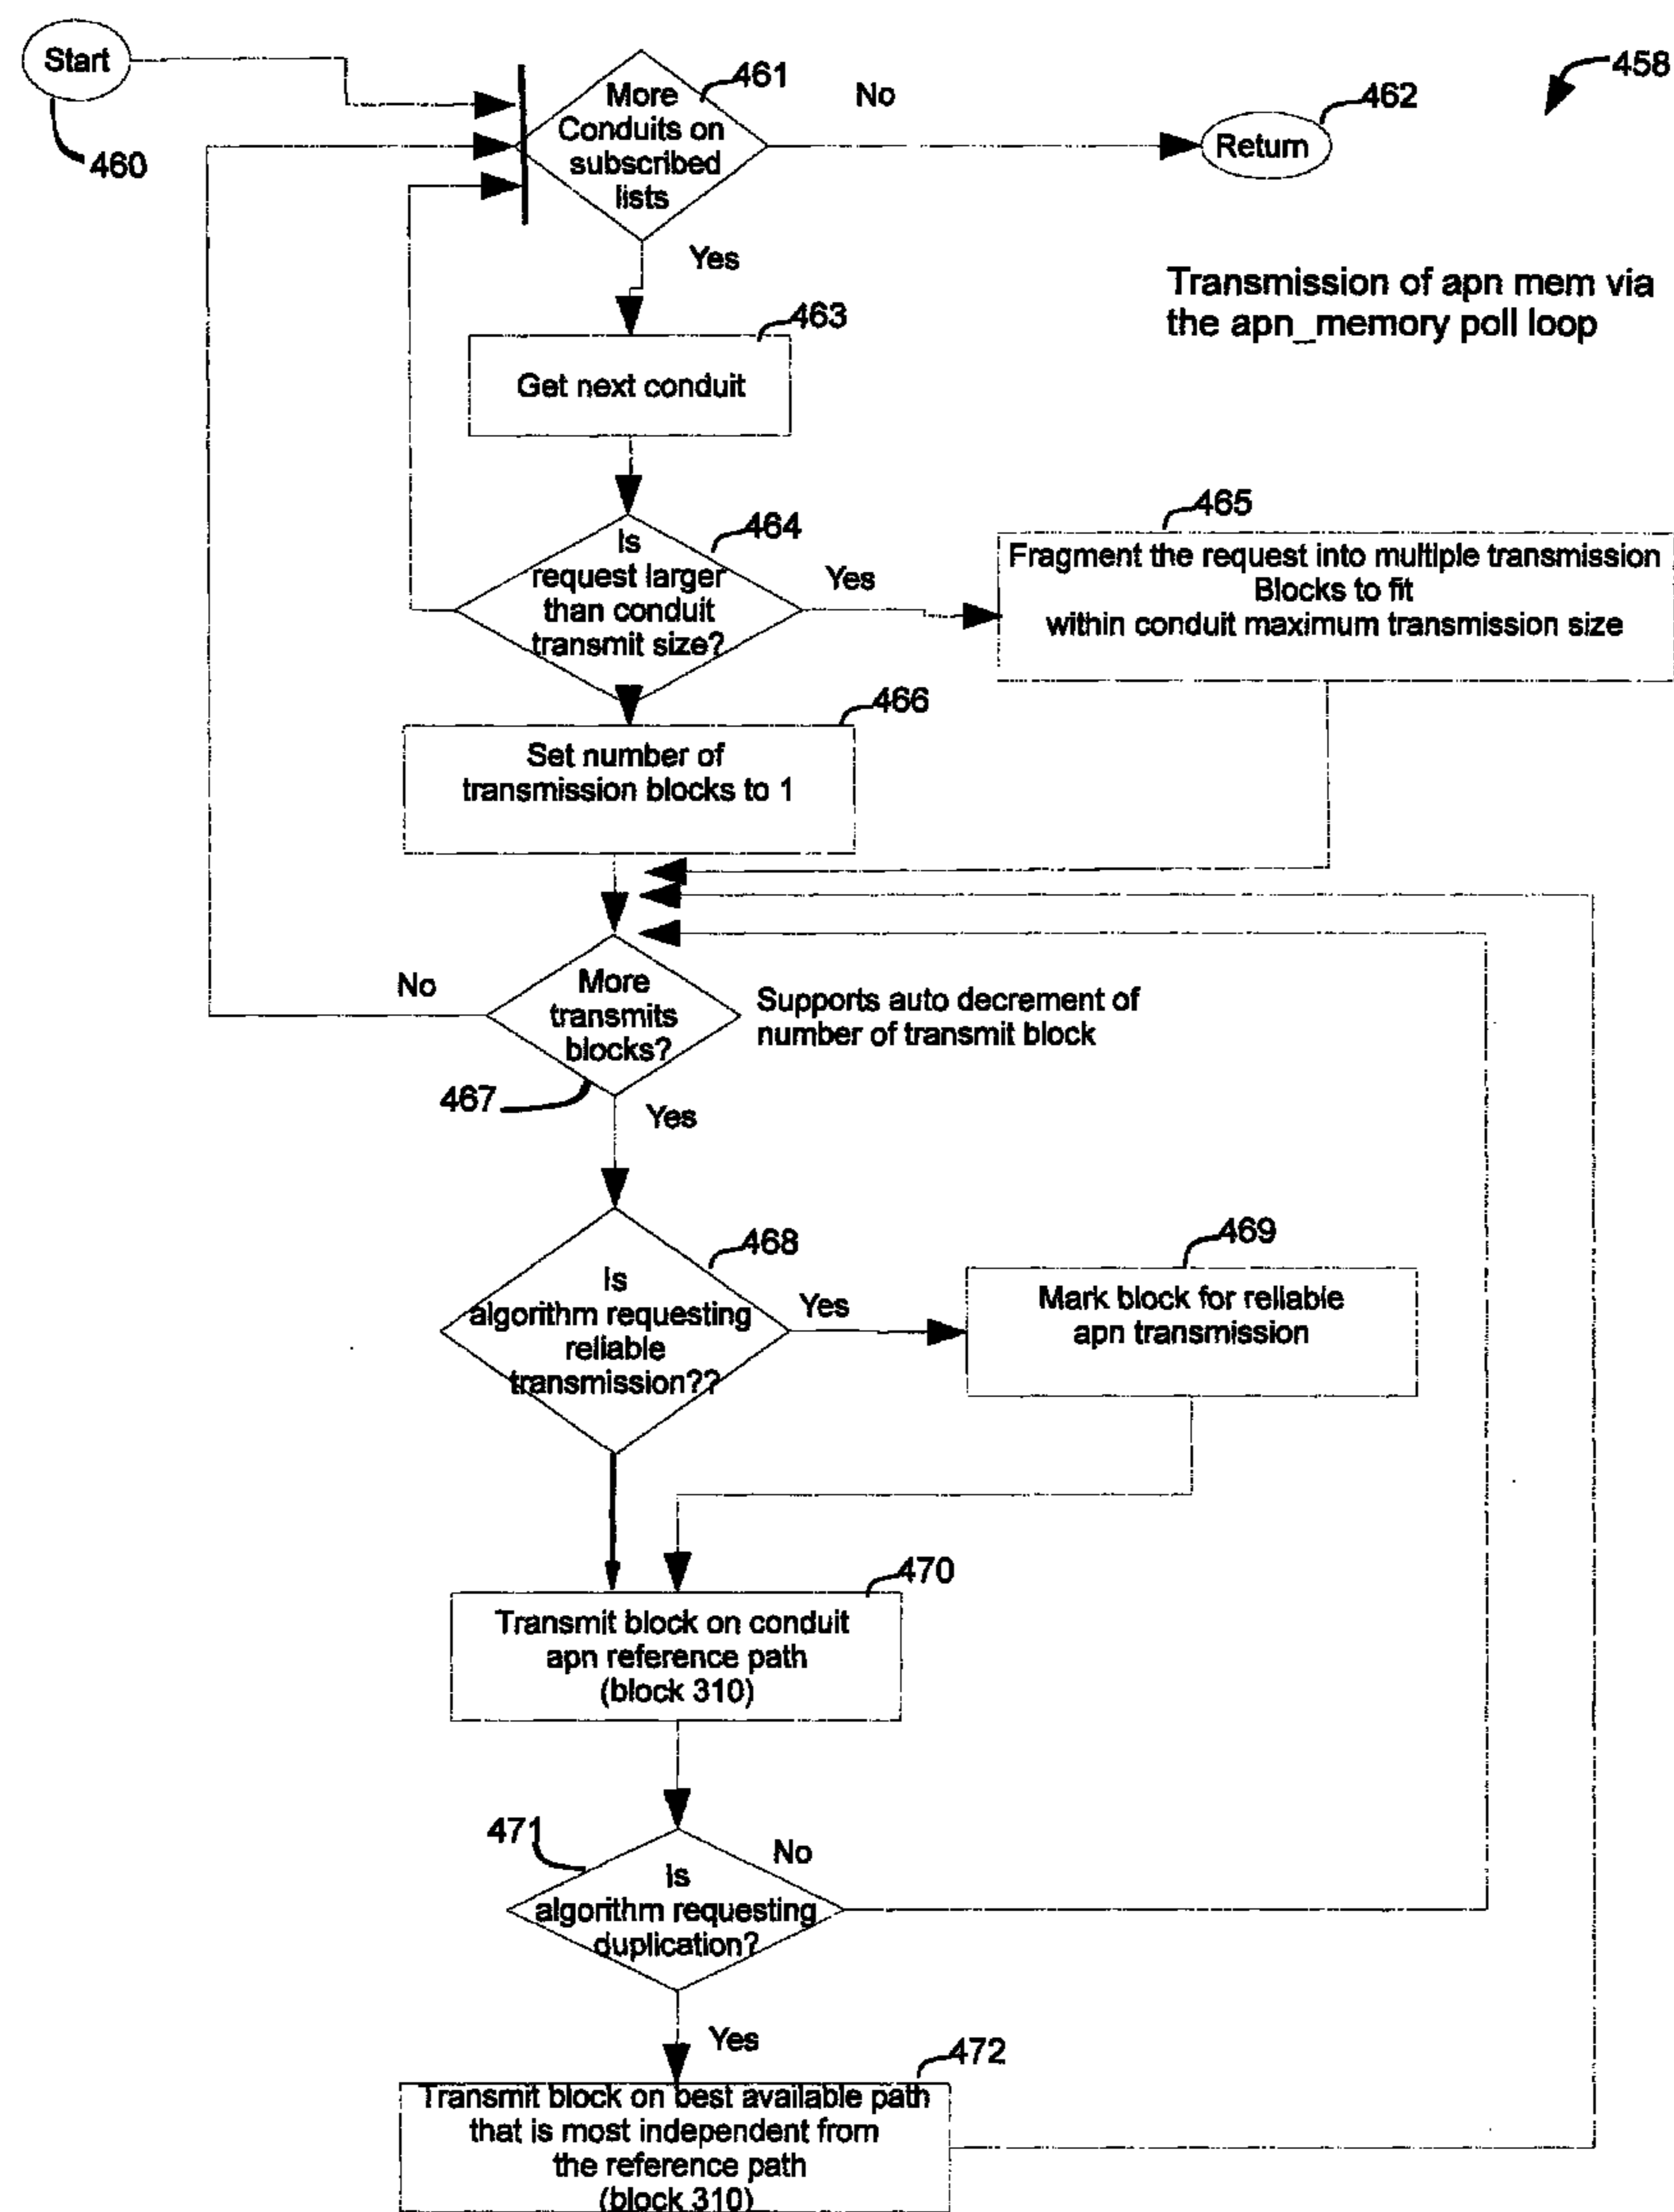 Start
460
More
Conduits on
subscribed
lists
461
No
Return
462
458
Yes
Transmission of apn mem via
the apn_memory poll loop
463
Get next conduit
464
Is
request larger
than conduit
transmit size?
Yes
465
Fragment the request into multiple transmission
Blocks to fit
within conduit maximum transmission size
466
Set number of
transmission blocks to 1
No
More
transmits
blocks?
Supports auto decrement of
number of transmit block
467
Yes
468
Is
algorithm requesting
reliable
transmission??
Yes
469
Mark block for reliable
apn transmission
470
Transmit block on conduit
apn reference path
(block 310)
471
No
Is
algorithm requesting
duplication?
Yes
472
Transmit block on best available path
that is most independent from
the reference path
(block 310)